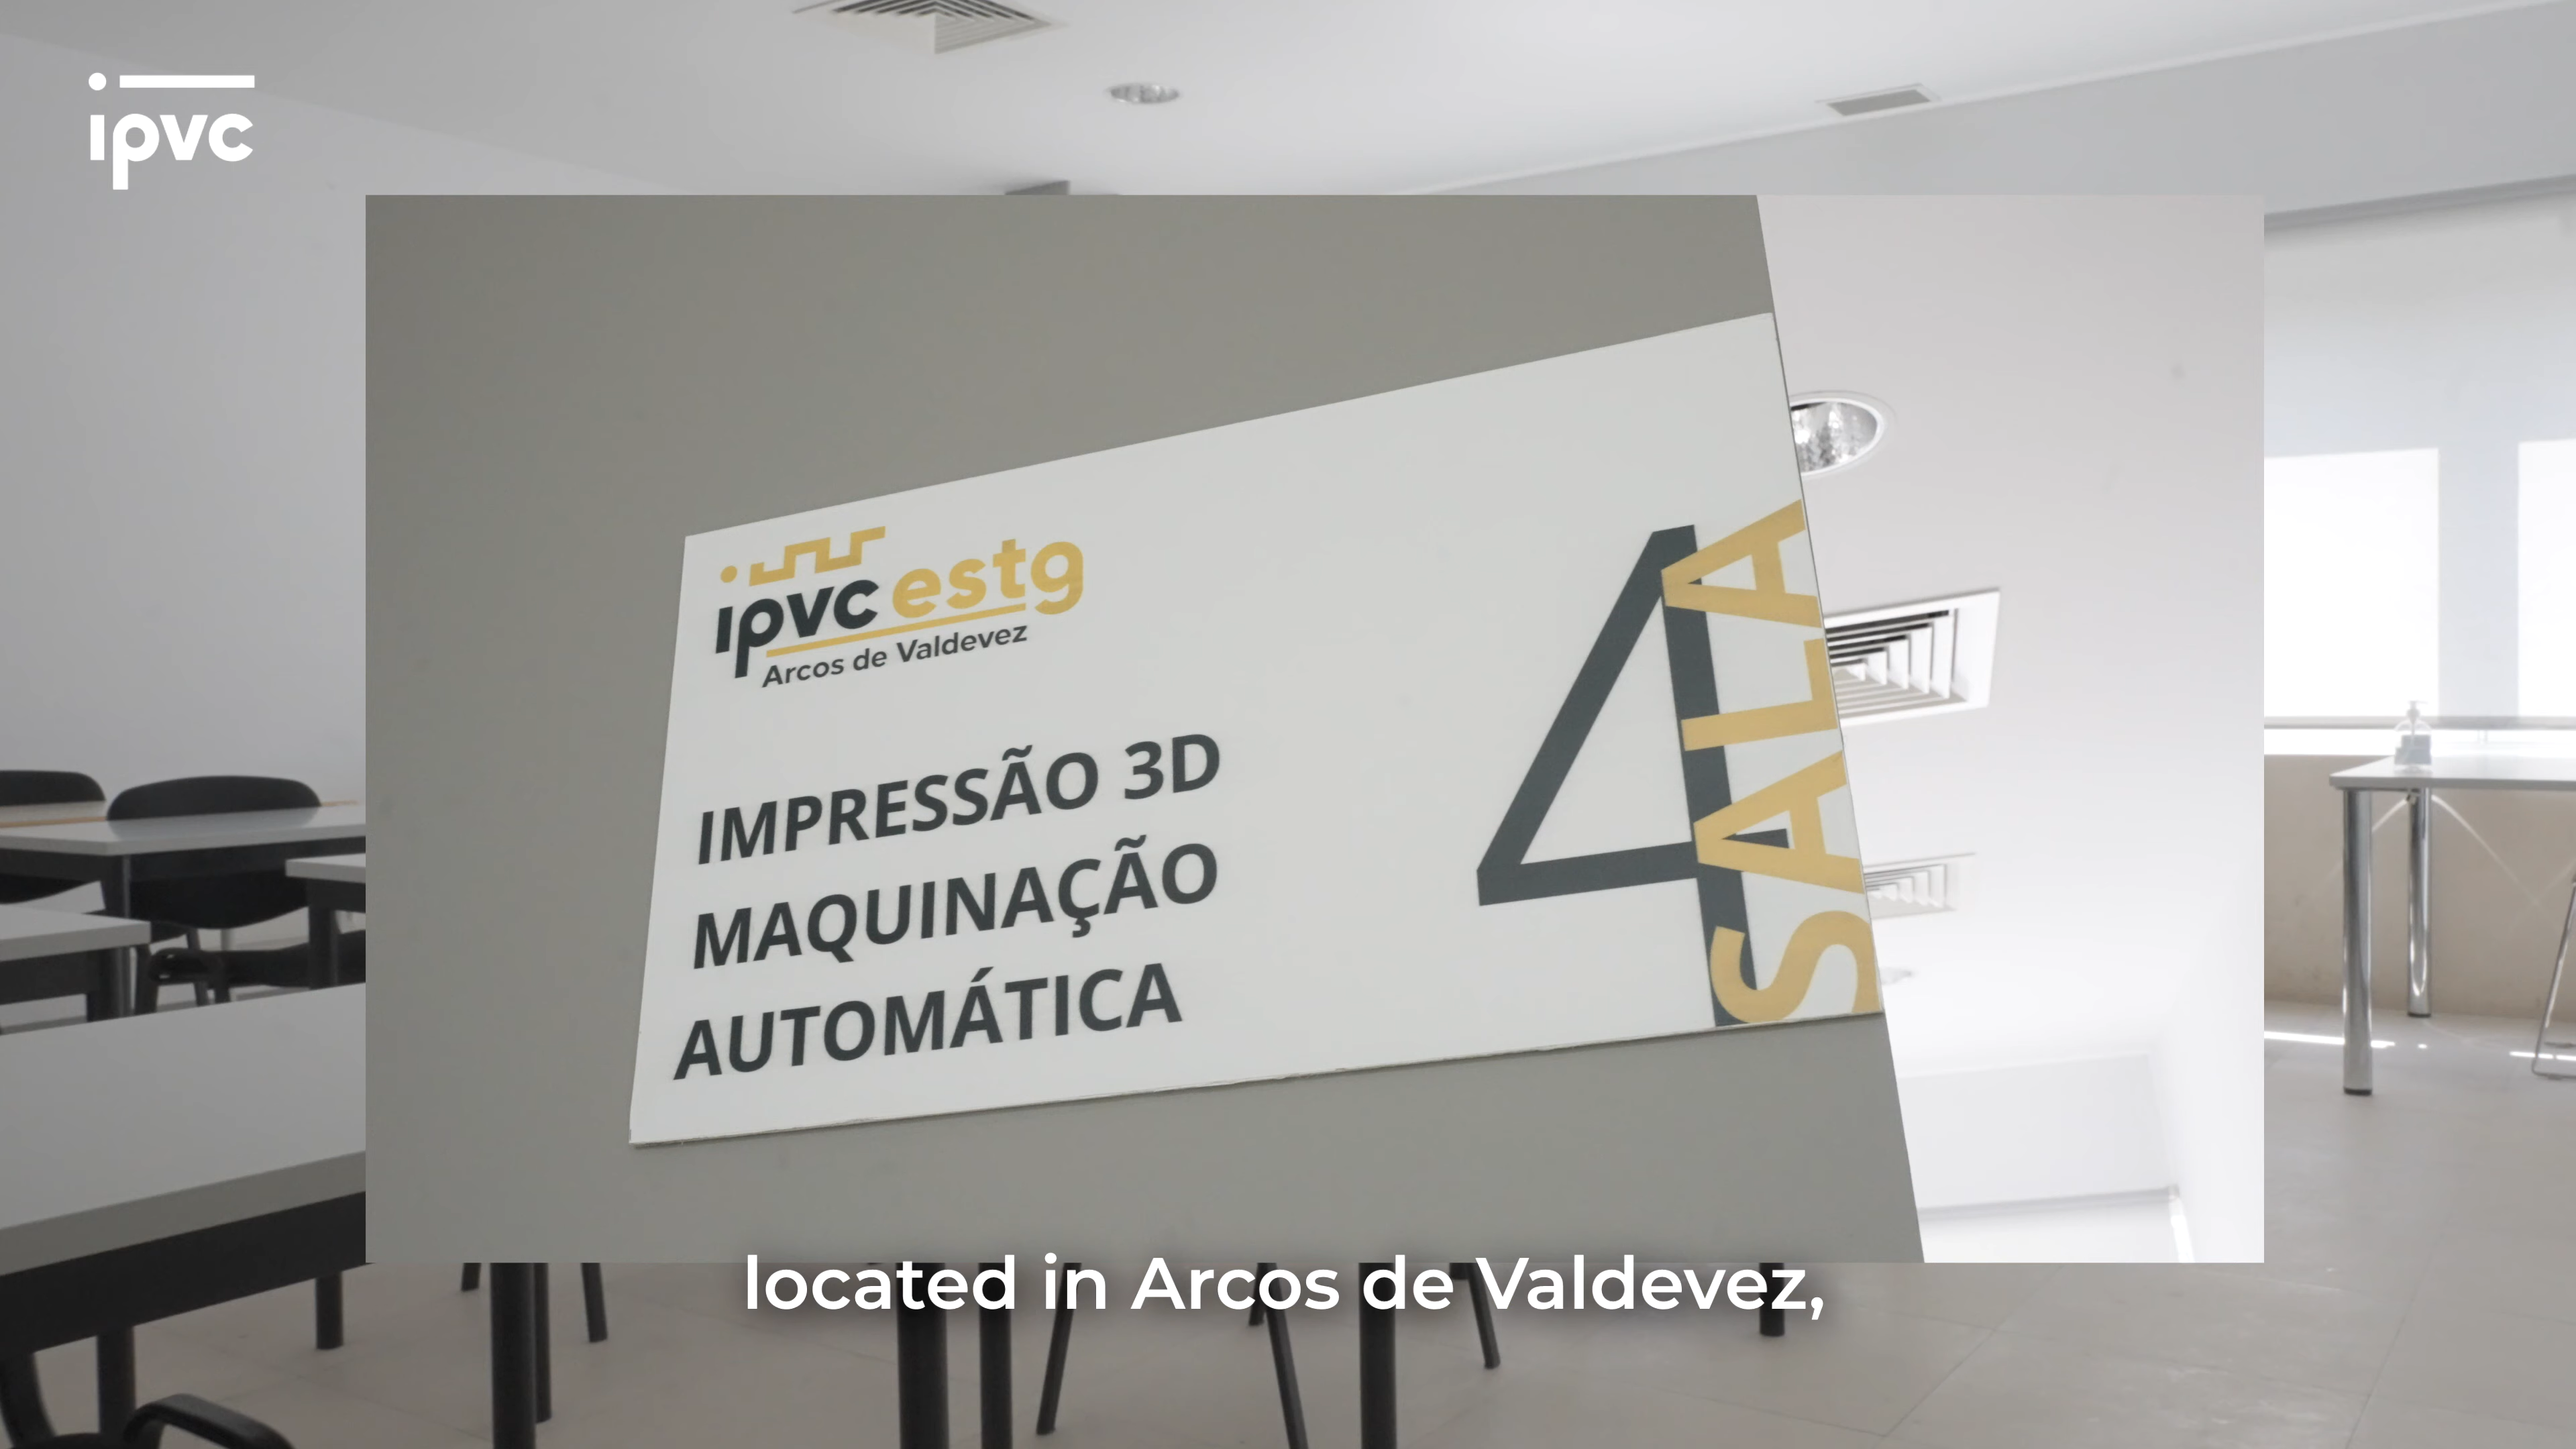 ipvc
ipvc estg
Arcos de Valdevez
IMPRESSÃO 3D
MAQUINAÇÃO
AUTOMÁTICA
4
SALA
located in Arcos de Valdevez,